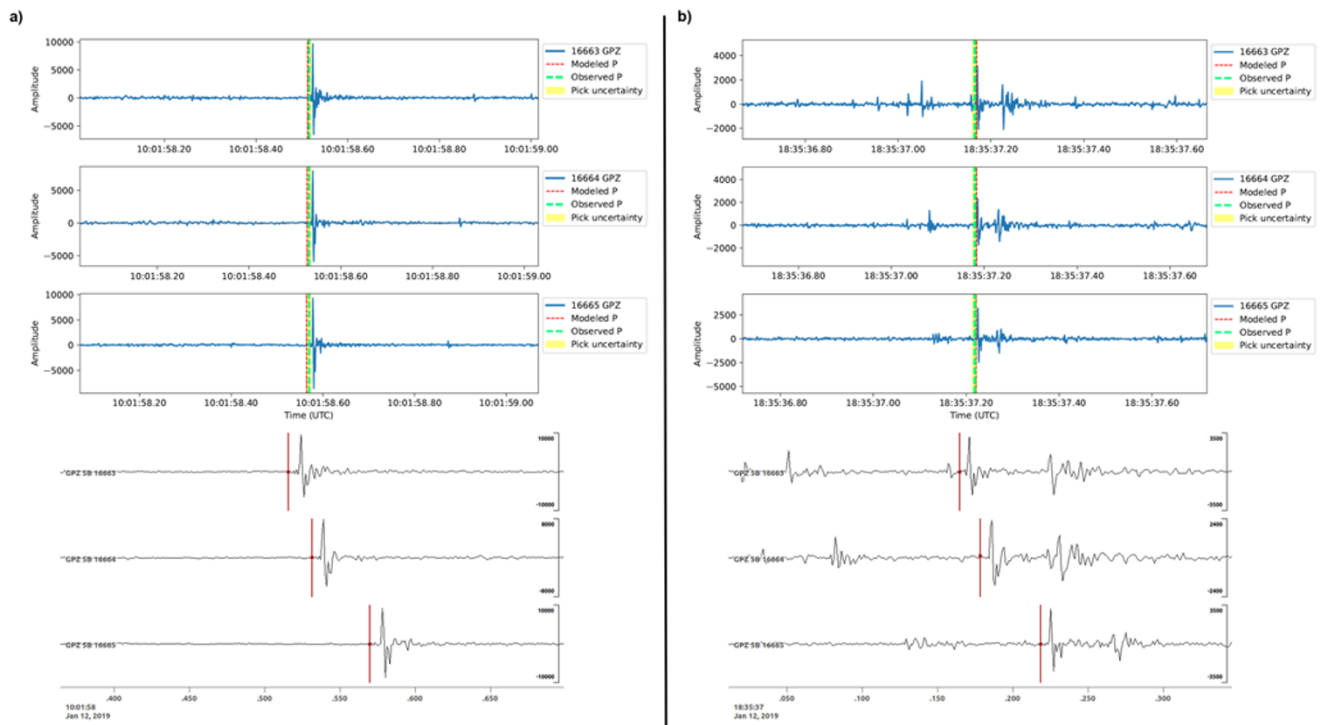 a)
10000
5000
0
−5000
Amplitude
16663 GPZ
Modeled P
Observed P
Pick uncertainty
10:01:58.20 10:01:58.40 10:01:58.60 10:01:58.80 10:01:59.00
5000
0
−5000
Amplitude
16664 GPZ
Modeled P
Observed P
Pick uncertainty
10:01:58.20 10:01:58.40 10:01:58.60 10:01:58.80 10:01:59.00
10000
5000
0
−5000
Amplitude
16665 GPZ
Modeled P
Observed P
Pick uncertainty
10:01:58.20 10:01:58.40 10:01:58.60 10:01:58.80 10:01:59.00
Time (UTC)
GPZ SB 16663
10000
-10000
GPZ SB 16664
8000
-8000
GPZ SB 16665
10000
-10000
.400 .450 .500 .550 .600 .650
10:01:58
Jan 12, 2019
b)
4000
2000
0
−2000
Amplitude
16663 GPZ
Modeled P
Observed P
Pick uncertainty
18:35:36.80 18:35:37.00 18:35:37.20 18:35:37.40 18:35:37.60
4000
2000
0
−2000
Amplitude
16664 GPZ
Modeled P
Observed P
Pick uncertainty
18:35:36.80 18:35:37.00 18:35:37.20 18:35:37.40 18:35:37.60
2500
0
−2500
−5000
Amplitude
16665 GPZ
Modeled P
Observed P
Pick uncertainty
18:35:36.80 18:35:37.00 18:35:37.20 18:35:37.40 18:35:37.60
Time (UTC)
GPZ SB 16663
3500
-3500
GPZ SB 16664
2400
-2400
GPZ SB 16665
3500
-3500
.050 .100 .150 .200 .250 .300
18:35:37
Jan 12, 2019